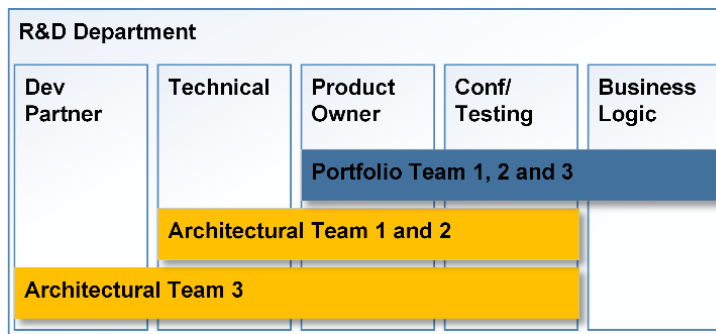 R&D Department
Dev
Partner
Technical
Product
Owner
Conf/
Testing
Business
Logic
Portfolio Team 1, 2 and 3
Architectural Team 1 and 2
Architectural Team 3